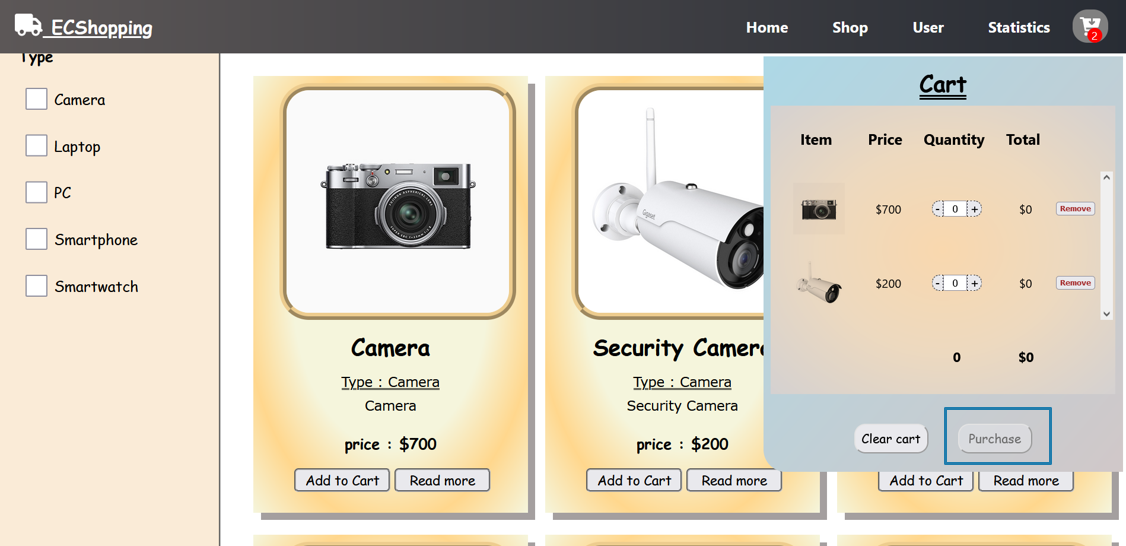 ECShopping
Home Shop User Statistics
2
Type
Camera
Laptop
PC
Smartphone
Smartwatch
Camera
Type : Camera
Camera
price : $700
Add to Cart Read more
Security Camera
Type : Camera
Security Camera
price : $200
Add to Cart Read more
Add to Cart Read more
Cart
Item Price Quantity Total
$700 - 0 + $0 Remove
$200 - 0 + $0 Remove
0 $0
Clear cart Purchase